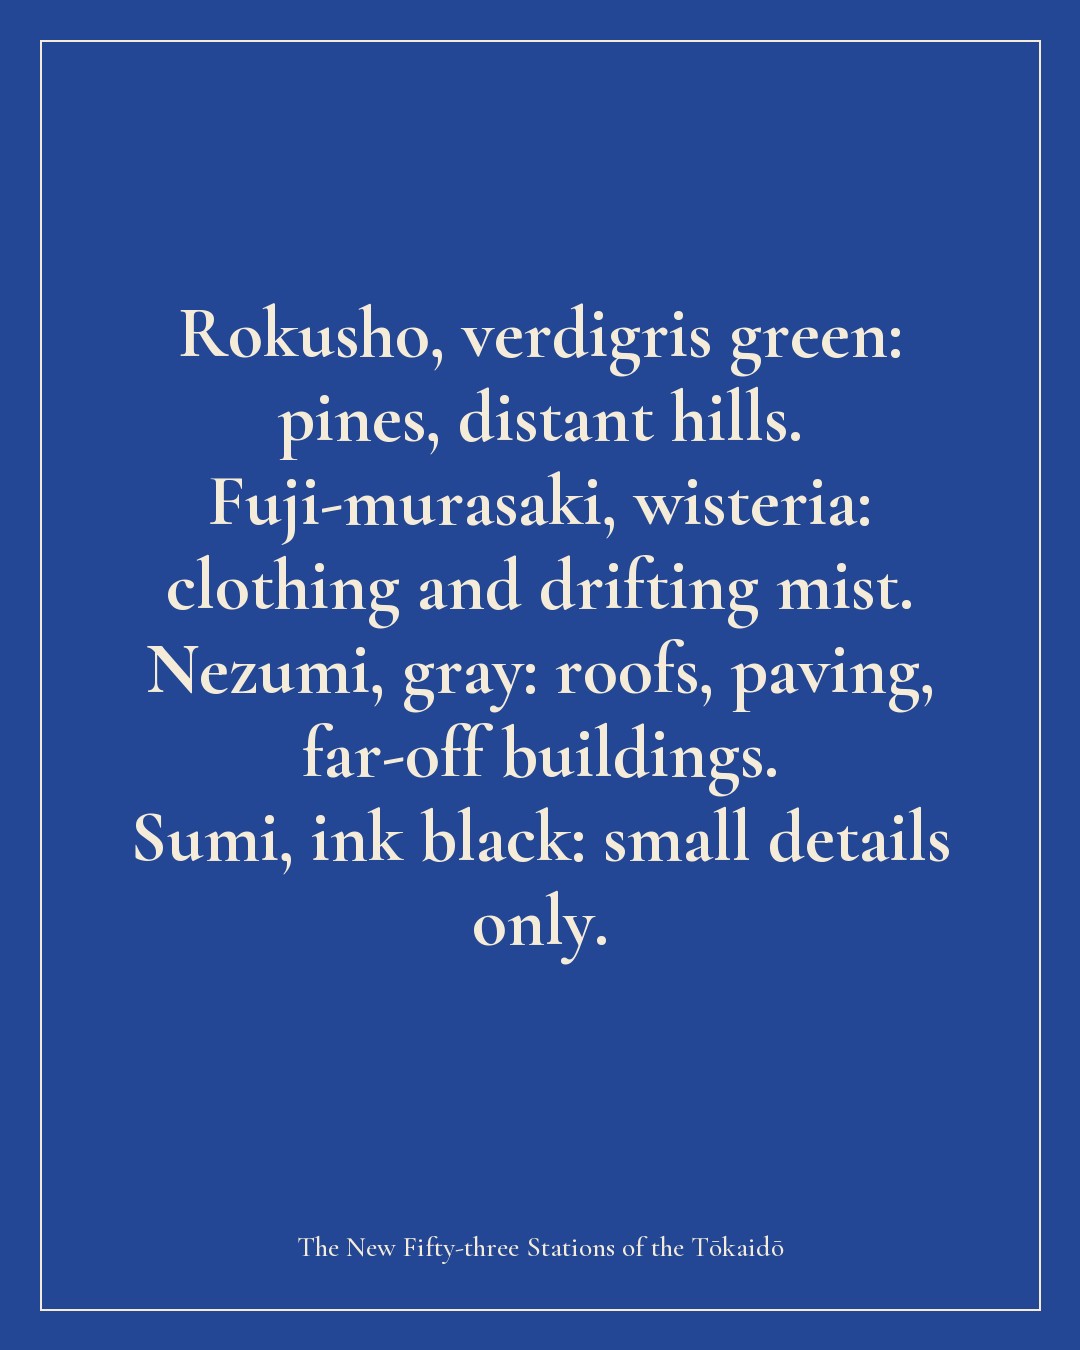 Rokusho, verdigris green:
pines, distant hills.
Fuji-murasaki, wisteria:
clothing and drifting mist.
Nezumi, gray: roofs, paving,
far-off buildings.
Sumi, ink black: small details
only.
The New Fifty-three Stations of the Tōkaidō